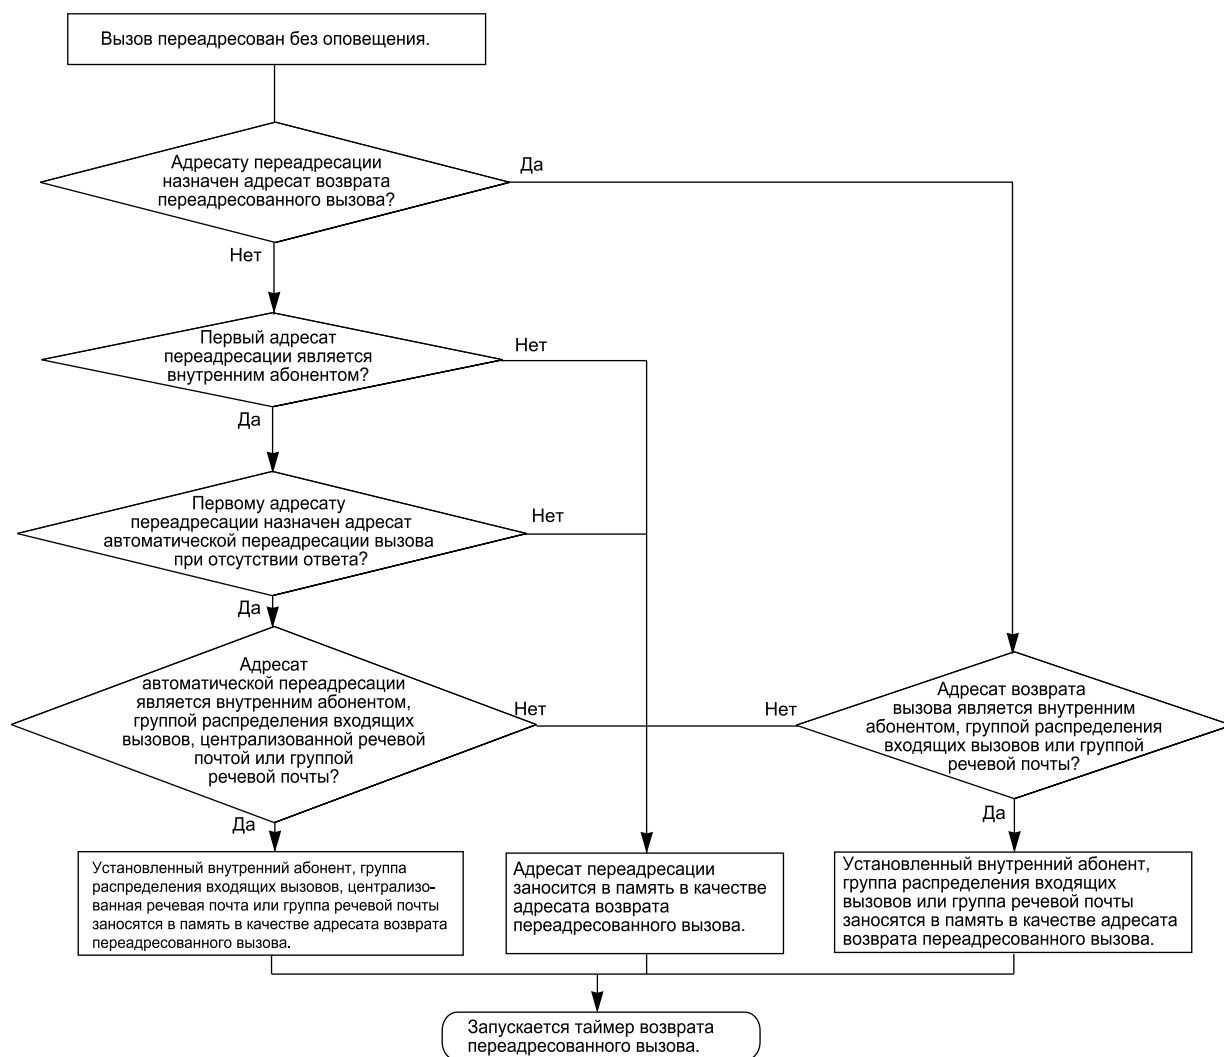 Вызов переадресован без оповещения.
Адресату переадресации
назначен адресат возврата
переадресованного вызова?
Да
Нет
Первый адресат
переадресации является
внутренним абонентом?
Нет
Да
Первому адресату
переадресации назначен адресат
автоматической переадресации вызова
при отсутствии ответа?
Нет
Да
Адресат
автоматической переадресации
является внутренним абонентом,
группой распределения входящих
вызовов, централизованной речевой
почтой или группой
речевой почты?
Нет
Да
Нет
Адресат возврата
вызова является внутренним
абонентом, группой распределения
входящих вызовов или группой
речевой почты?
Да
Установленный внутренний абонент, группа
распределения входящих вызовов, централизо-
ванная речевая почта или группа речевой почты
заносятся в память в качестве адресата возврата
переадресованного вызова.
Адресат переадресации
заносится в память в качестве
адресата возврата
переадресованного вызова.
Установленный внутренний абонент,
группа распределения входящих
вызовов или группа речевой почты
заносятся в память в качестве адресата
возврата переадресованного вызова.
Запускается таймер возврата
переадресованного вызова.